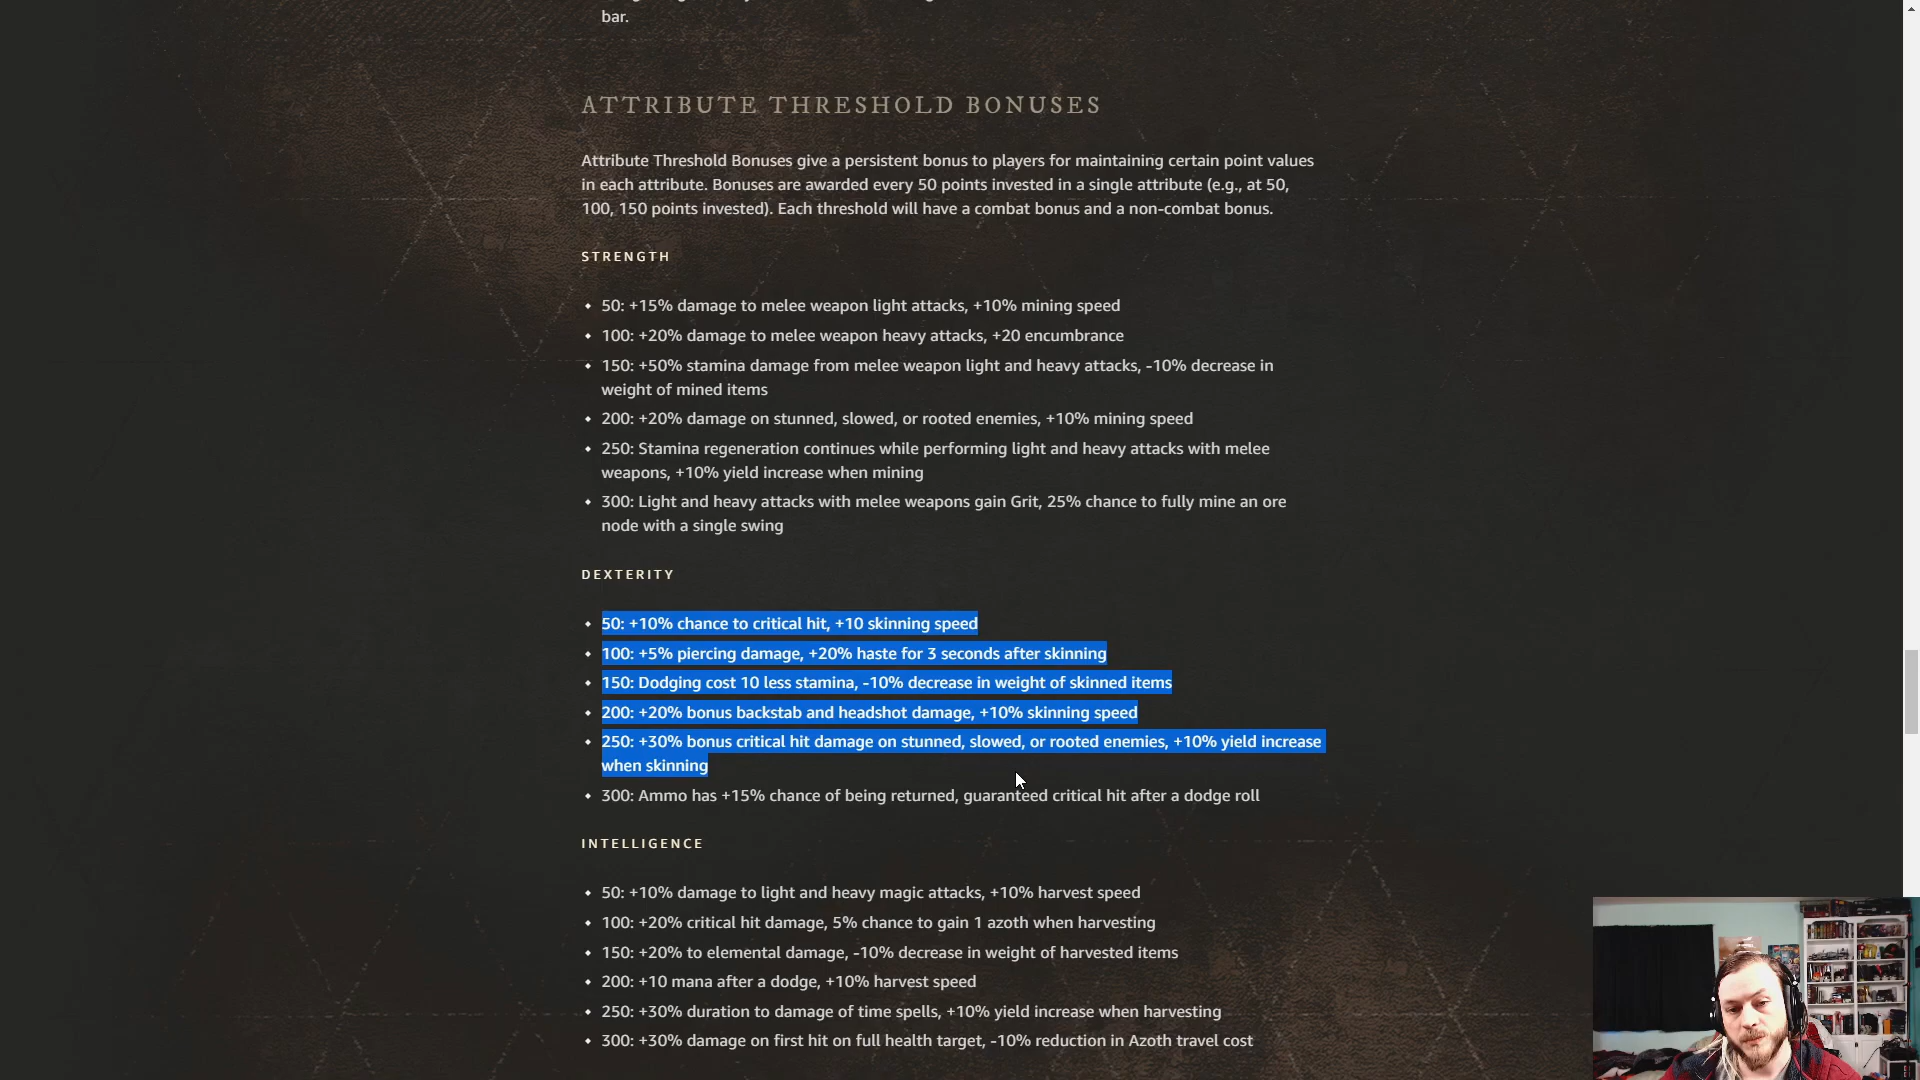 bar.
ATTRIBUTE THRESHOLD BONUSES
Attribute Threshold Bonuses give a persistent bonus to players for maintaining certain point values
in each attribute. Bonuses are awarded every 50 points invested in a single attribute (e.g., at 50,
100, 150 points invested). Each threshold will have a combat bonus and a non-combat bonus.
STRENGTH
50: +15% damage to melee weapon light attacks, +10% mining speed
100: +20% damage to melee weapon heavy attacks, +20 encumbrance
150: +50% stamina damage from melee weapon light and heavy attacks, -10% decrease in
weight of mined items
200: +20% damage on stunned, slowed, or rooted enemies, +10% mining speed
250: Stamina regeneration continues while performing light and heavy attacks with melee
weapons, +10% yield increase when mining
300: Light and heavy attacks with melee weapons gain Grit, 25% chance to fully mine an ore
node with a single swing
DEXTERITY
50: +10% chance to critical hit, +10 skinning speed
100: +5% piercing damage, +20% haste for 3 seconds after skinning
150: Dodging cost 10 less stamina, -10% decrease in weight of skinned items
200: +20% bonus backstab and headshot damage, +10% skinning speed
250: +30% bonus critical hit damage on stunned, slowed, or rooted enemies, +10% yield increase
when skinning
300: Ammo has +15% chance of being returned, guaranteed critical hit after a dodge roll
INTELLIGENCE
50: +10% damage to light and heavy magic attacks, +10% harvest speed
100: +20% critical hit damage, 5% chance to gain 1 azoth when harvesting
150: +20% to elemental damage, -10% decrease in weight of harvested items
200: +10 mana after a dodge, +10% harvest speed
250: +30% duration to damage of time spells, +10% yield increase when harvesting
300: +30% damage on first hit on full health target, -10% reduction in Azoth travel cost